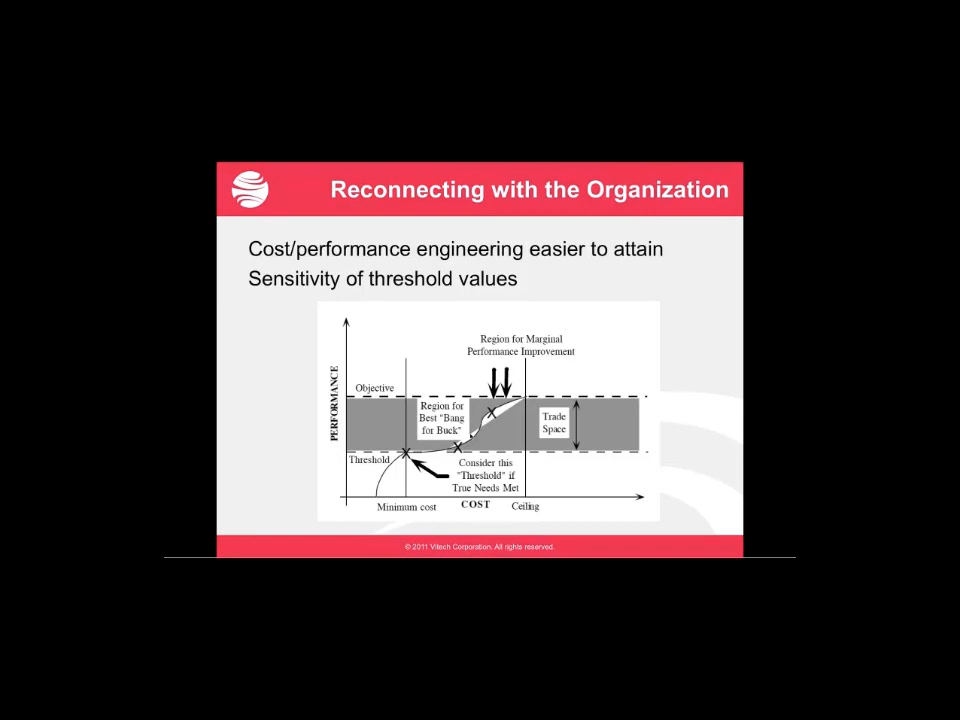 Reconnecting with the Organization
Cost/performance engineering easier to attain
Sensitivity of threshold values
Region for Marginal
Performance Improvement
PERFORMANCE
Objective
Region for
Best "Bang
for Buck"
Trade
Space
Threshold
Consider this
"Threshold" if
True Needs Met
Minimum cost
COST
Ceiling
© 2011 Vitech Corporation. All rights reserved.